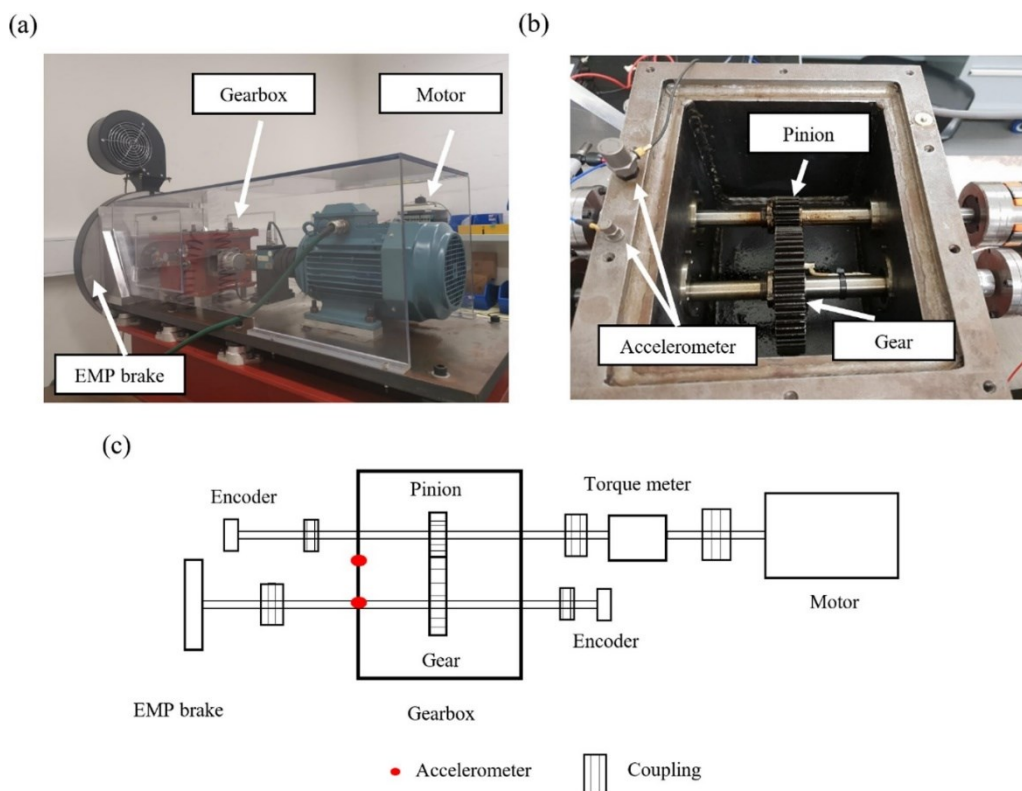 (a)
(b)
Gearbox
Motor
EMP brake
Pinion
Accelerometer
Gear
(c)
Encoder
Pinion
Torque meter
Motor
Encoder
Gear
EMP brake
Gearbox
Accelerometer
Coupling